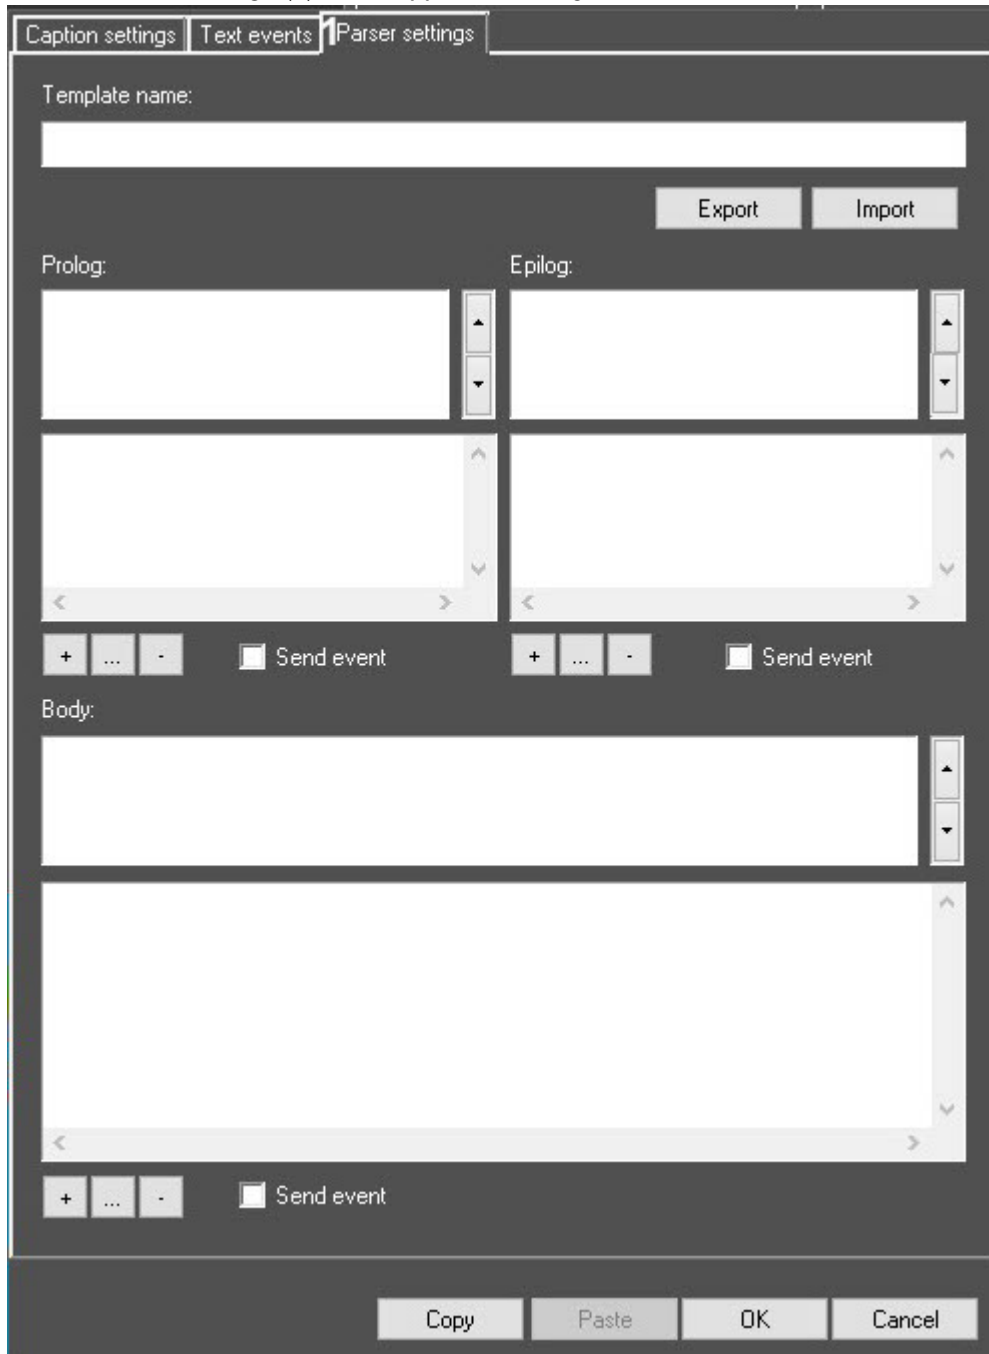 Caption settings Text events 1 Parser settings
Template name:
Export Import
Prolog: Epilog:
+ ... - Send event + ... - Send event
Body:
+ ... - Send event
Copy Paste OK Cancel